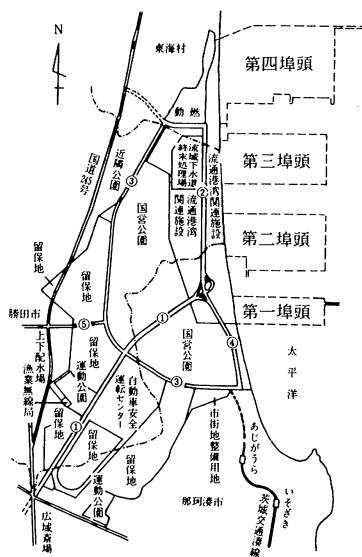 N
東海村
第四埠頭
動燃
近隣公園
③
流域下水道終末処理場
流通港湾関連施設
②
流通港湾関連施設
第三埠頭
国道245号
国営公園
第二埠頭
留保地
留保地
①
第一埠頭
勝田市
⑤
国営公園
④
太平洋
上下配水場
漁業無線局
留保地
運動公園
留保地
自動車安全運転センター
③
①
留保地
運動公園
留保地
市街地整備用地
あじがうら
いそざき
茨城交通湊線
那珂湊市
広域斎場